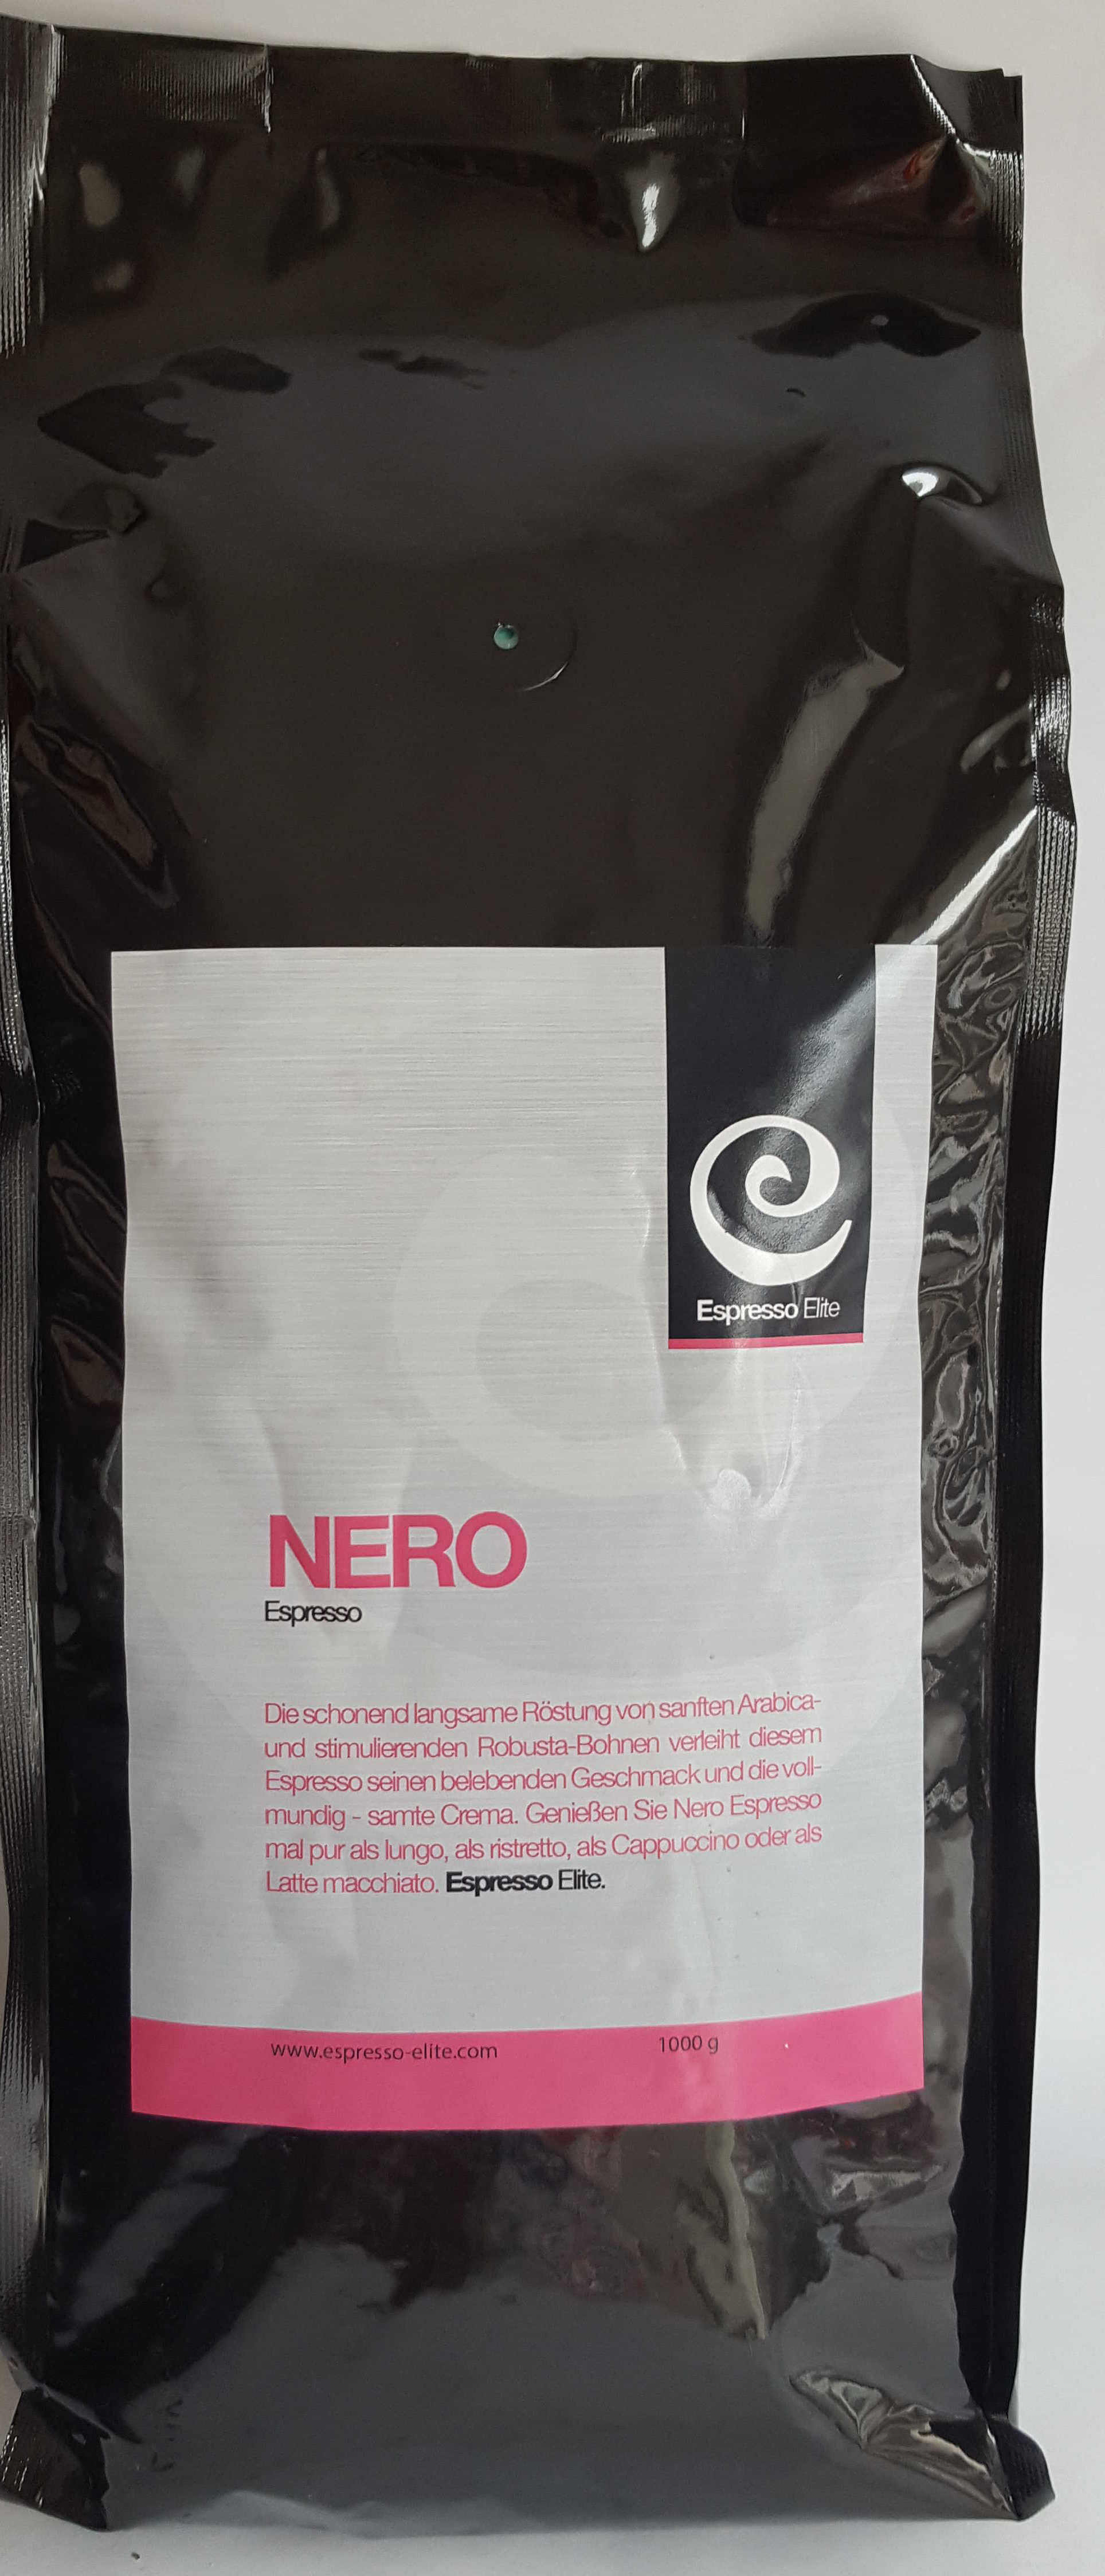 Espresso Elite
NERO
Espresso
Die schonend langsame Röstung von sanften Arabica-
und stimulierenden Robusta-Bohnen verleiht diesem
Espresso seinen belebenden Geschmack und die voll-
mundig - samte Crema. Genießen Sie Nero Espresso
mal pur als lungo, als ristretto, als Cappuccino oder als
Latte macchiato. Espresso Elite.
www.espresso-elite.com 1000 g